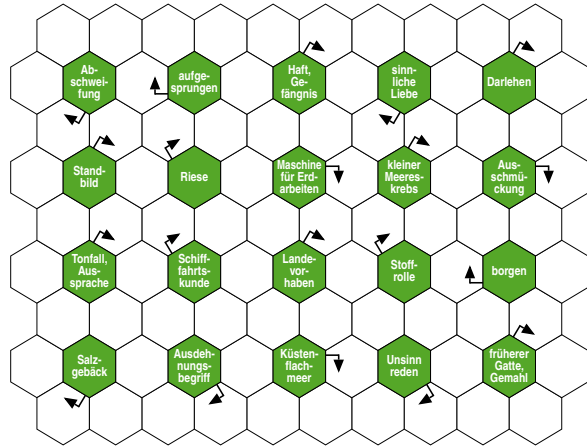 Ab-
schwei-
fung
aufge-
sprungen
Haft,
Ge-
fängnis
sinn-
liche
Liebe
Darlehen
Stand-
bild
Riese
Maschine
für Erd-
arbeiten
kleiner
Meeres-
krebs
Aus-
schmü-
ckung
Tonfall,
Aus-
sprache
Schiff-
fahrts-
kunde
Lande-
vor-
haben
Stoff-
rolle
borgen
Salz-
gebäck
Ausdeh-
nungs-
begriff
Küsten-
flach-
meer
Unsinn
reden
früherer
Gatte,
Gemahl